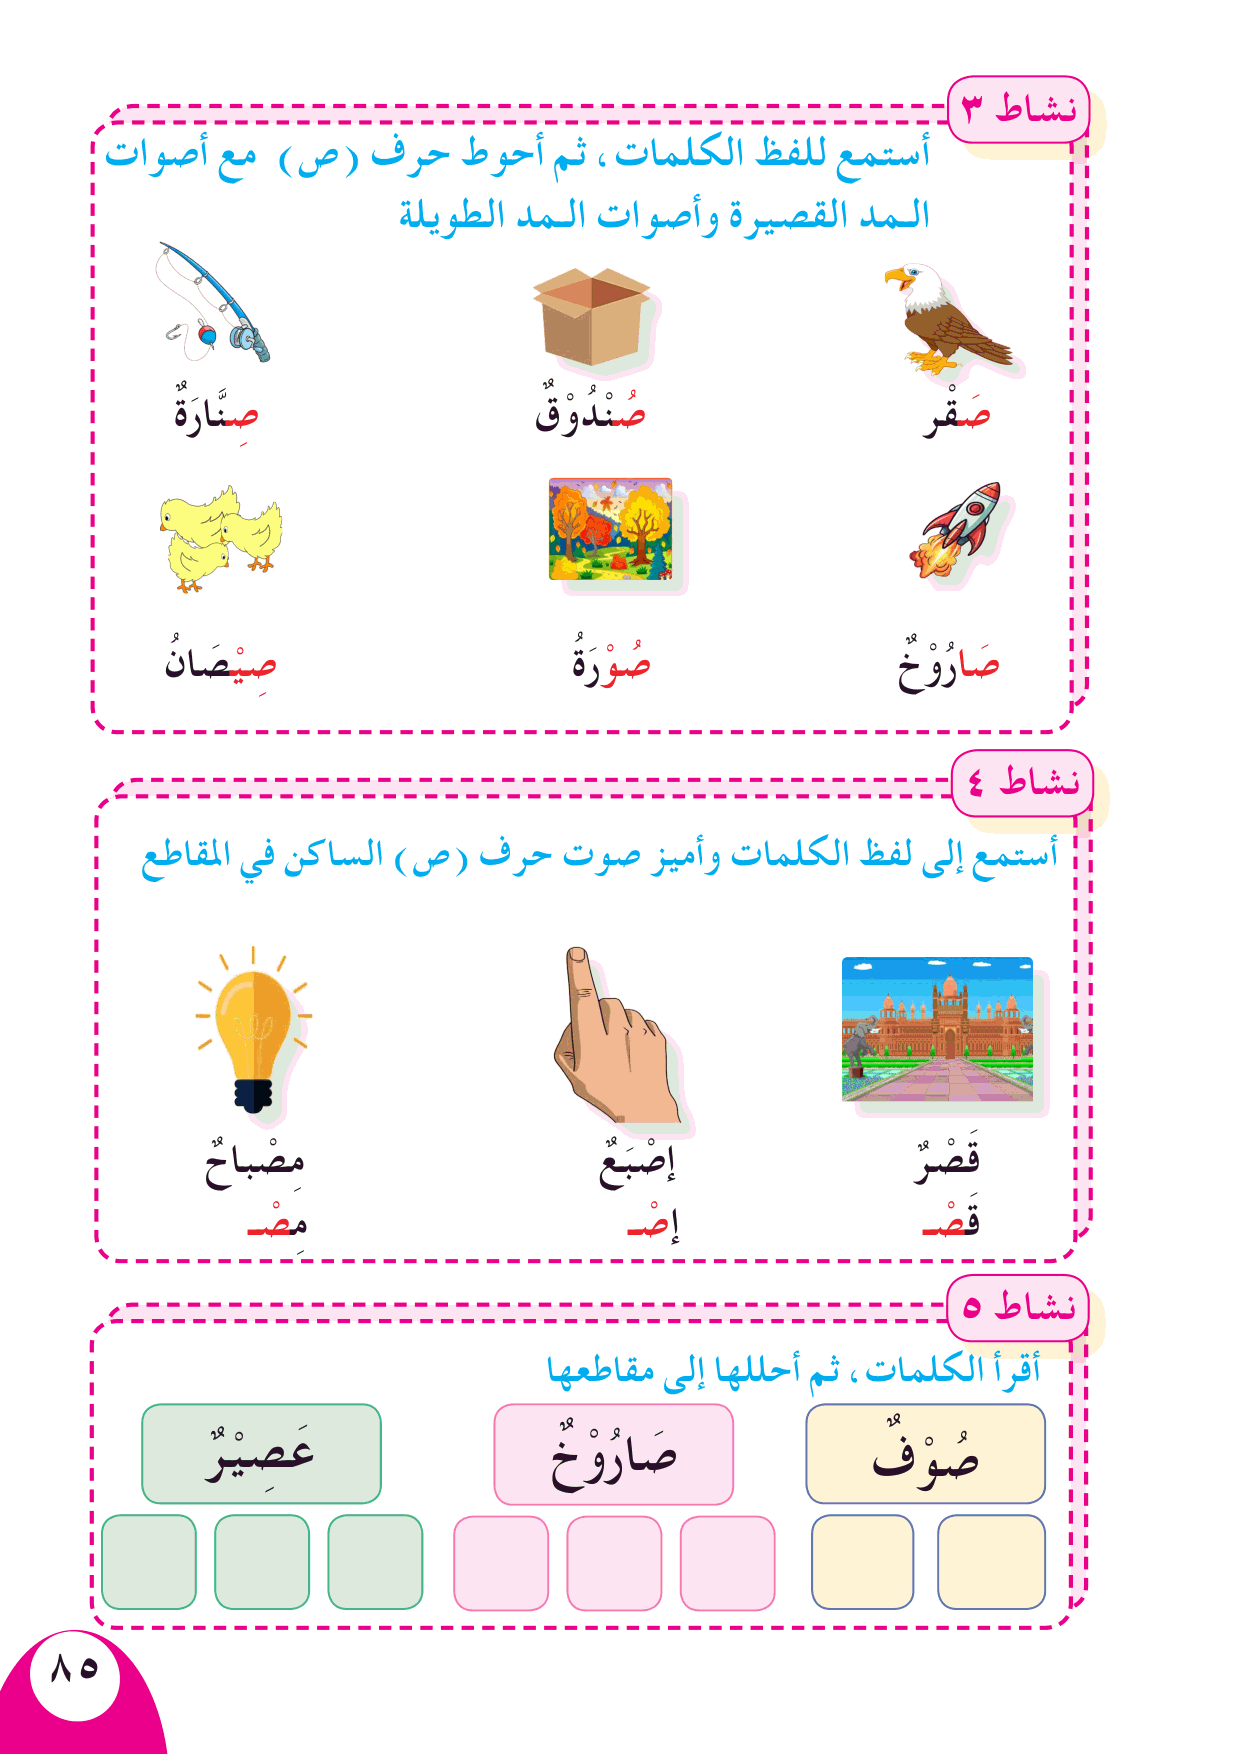 نشاط ٣
أستمع للفظ الكلمات، ثم أحوط حرف (ص) مع أصوات
المد القصيرة وأصوات المد الطويلة
صَقْر
صُنْدُوْقٌ
صِنَّارَةٌ
صَارُوْخٌ
صُوْرَةُ
صِيْصَانُ
نشاط ٤
أستمع إلى لفظ الكلمات وأميز صوت حرف (ص) الساكن في المقاطع
قَصْرٌ
إصْبَعٌ
مِصْباحٌ
قَصْـ
إصْـ
مِصْـ
نشاط ٥
أقرأ الكلمات، ثم أحللها إلى مقاطعها
صُوْفٌ
صَارُوْخٌ
عَصِيْرٌ
٨٥